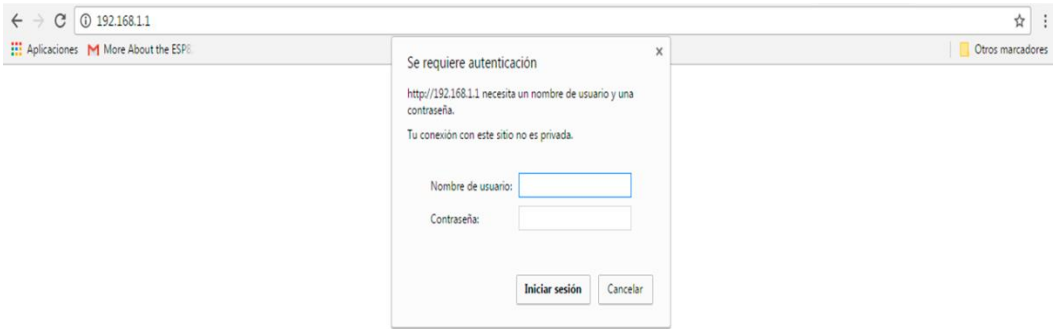 192.168.1.1
Aplicaciones More About the ESP8 Otros marcadores
Se requiere autenticación
http://192.168.1.1 necesita un nombre de usuario y una
contraseña.
Tu conexión con este sitio no es privada.
Nombre de usuario:
Contraseña:
Iniciar sesión Cancelar